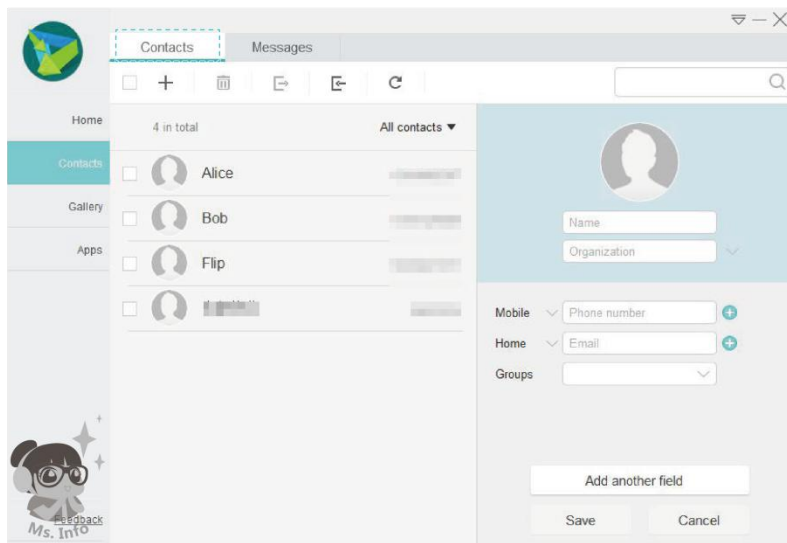 Contacts
Messages
Home
Contacts
Gallery
Apps
4 in total
All contacts
Alice
Bob
Flip
Name
Organization
Mobile
Phone number
Home
Email
Groups
Add another field
Save
Cancel
Feedback
Ms. Info